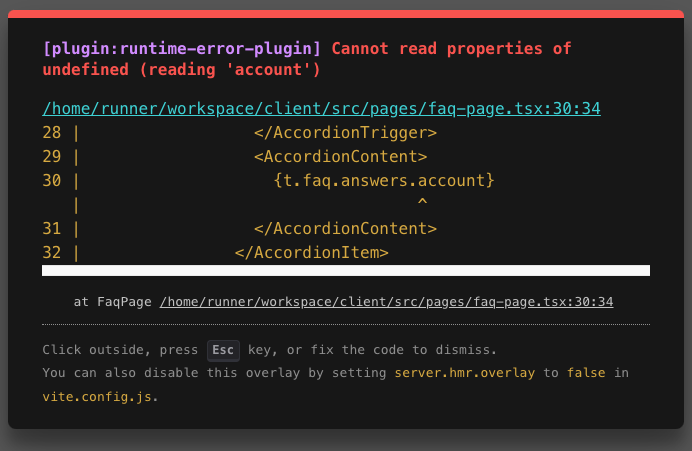 [plugin:runtime-error-plugin] Cannot read properties of
undefined (reading 'account')
/home/runner/workspace/client/src/pages/faq-page.tsx:30:34
28 |                  </AccordionTrigger>
29 |                  <AccordionContent>
30 |                    {t.faq.answers.account}
   |                                   ^
31 |                  </AccordionContent>
32 |                </AccordionItem>
at FaqPage /home/runner/workspace/client/src/pages/faq-page.tsx:30:34
Click outside, press Esc key, or fix the code to dismiss.
You can also disable this overlay by setting server.hmr.overlay to false in
vite.config.js.